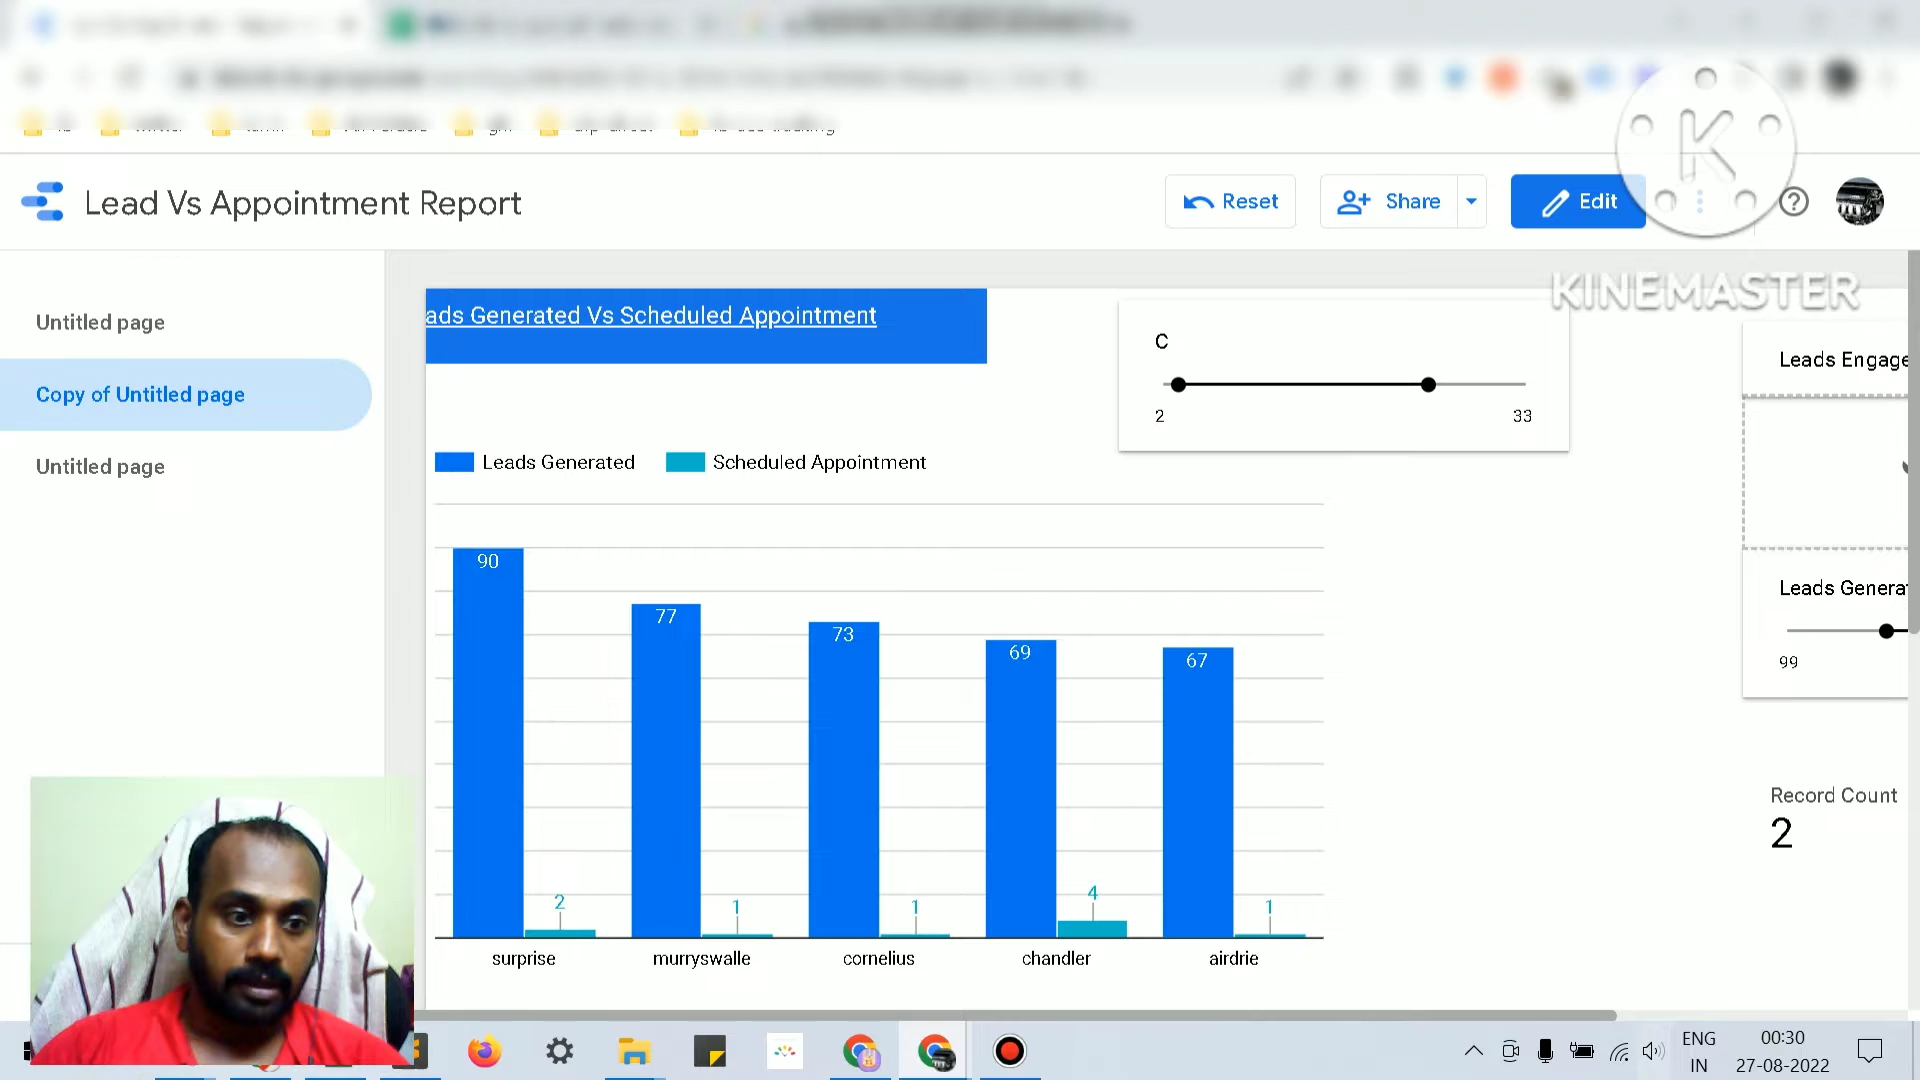 Lead Vs Appointment Report
Reset
Share
Edit
K
KINEMASTER
Untitled page
Copy of Untitled page
Untitled page
ads Generated Vs Scheduled Appointment
C
2
33
Leads Engage
Leads Generated
Scheduled Appointment
Leads Genera
99
90
77
73
69
67
2
1
1
4
1
Record Count
2
surprise
murryswalle
cornelius
chandler
airdrie
ENG
IN
00:30
27-08-2022